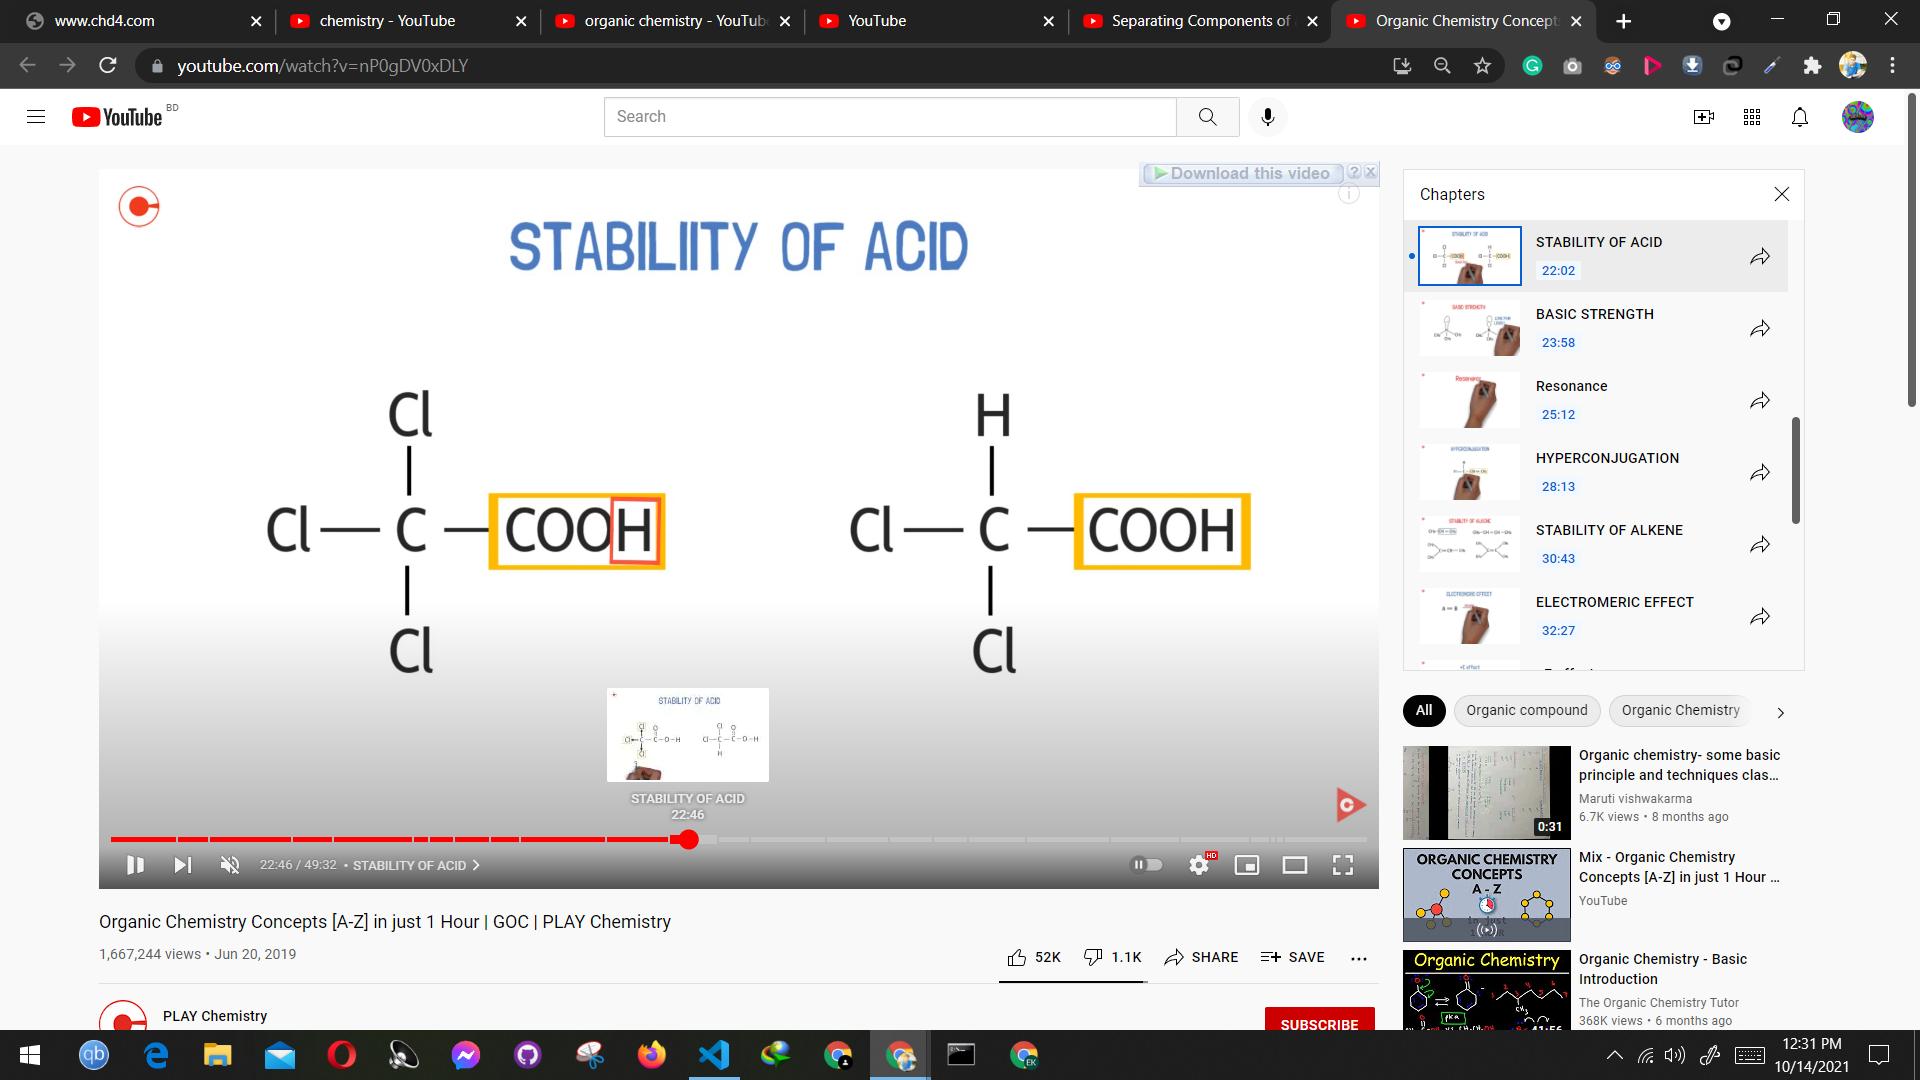 www.chd4.com
chemistry - YouTube
organic chemistry - YouTub
YouTube
Separating Components of
Organic Chemistry Concept
youtube.com/watch?v=nP0gDV0xDLY
YouTube BD
Search
Download this video
STABILIITY OF ACID
Cl
Cl C COOH
Cl
H
Cl C COOH
Cl
STABILITY OF ACID
STABILITY OF ACID
22:46
22:46 / 49:32 • STABILITY OF ACID
HD
Organic Chemistry Concepts [A-Z] in just 1 Hour | GOC | PLAY Chemistry
1,667,244 views • Jun 20, 2019
52K
1.1K
SHARE
SAVE
PLAY Chemistry
SUBSCRIBE
Chapters
STABILITY OF ACID
22:02
BASIC STRENGTH
23:58
Resonance
25:12
HYPERCONJUGATION
28:13
STABILITY OF ALKENE
30:43
ELECTROMERIC EFFECT
32:27
All
Organic compound
Organic Chemistry
Organic chemistry- some basic
principle and techniques clas...
Maruti vishwakarma
6.7K views • 8 months ago
0:31
ORGANIC CHEMISTRY
CONCEPTS
A - Z
Mix - Organic Chemistry
Concepts [A-Z] in just 1 Hour ...
YouTube
Organic Chemistry
Organic Chemistry - Basic
Introduction
The Organic Chemistry Tutor
368K views • 6 months ago
qb
EK
12:31 PM
10/14/2021